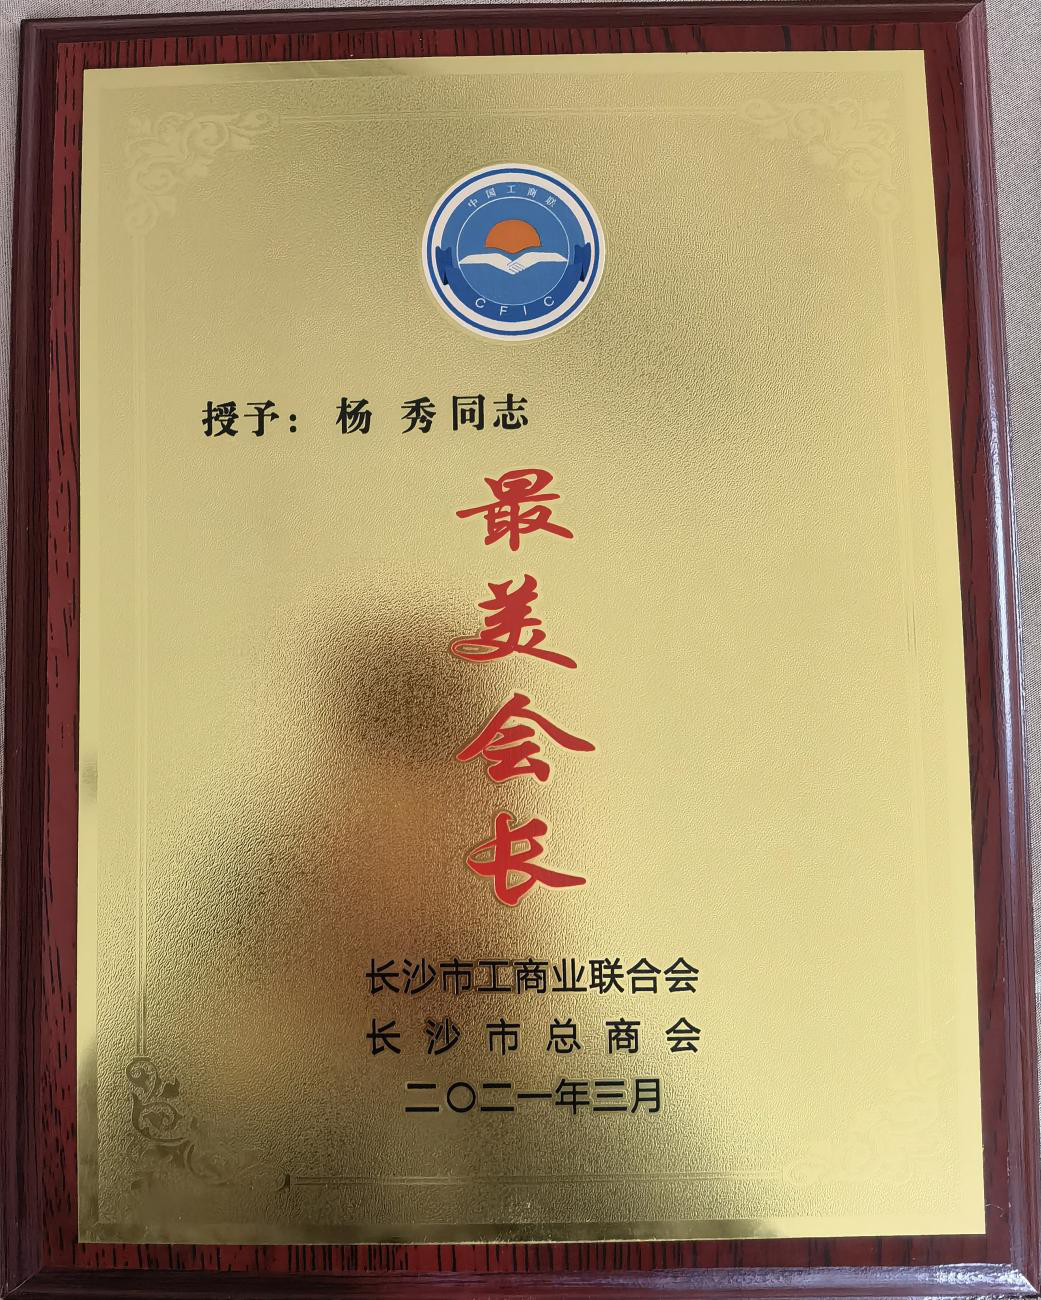 中国工商联
CFIC
授予：杨 秀同志
最
美
会
长
长沙市工商业联合会
长沙市总商会
二〇二一年三月